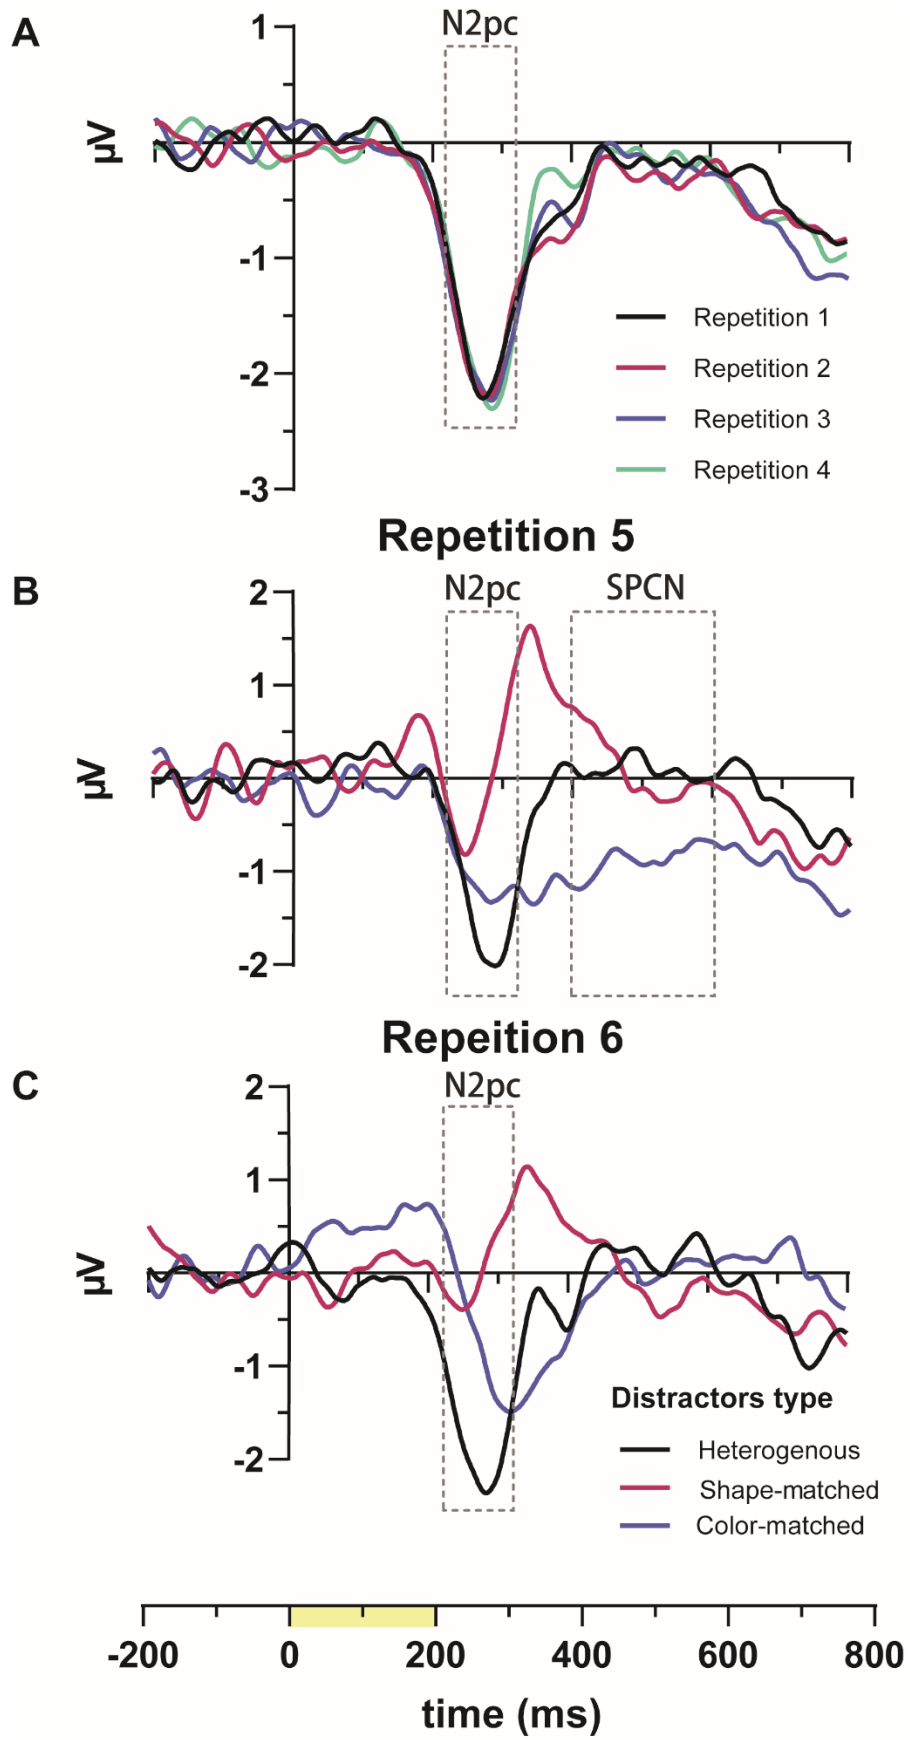 A
N2pc
1
µV
-1
-2
-3
Repetition 1
Repetition 2
Repetition 3
Repetition 4
Repetition 5
B
N2pc
SPCN
2
1
µV
-1
-2
Repeition 6
C
N2pc
2
1
µV
-1
-2
Distractors type
Heterogenous
Shape-matched
Color-matched
-200 0 200 400 600 800
time (ms)